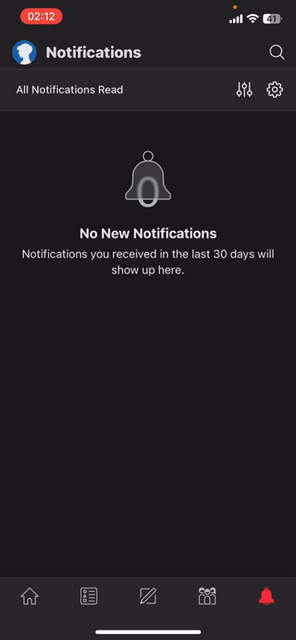 02:12
41
Notifications
All Notifications Read
0
No New Notifications
Notifications you received in the last 30 days will
show up here.